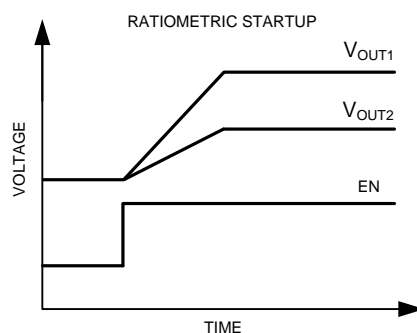 RATIOMETRIC STARTUP
VOUT1
VOUT2
EN
VOLTAGE
TIME